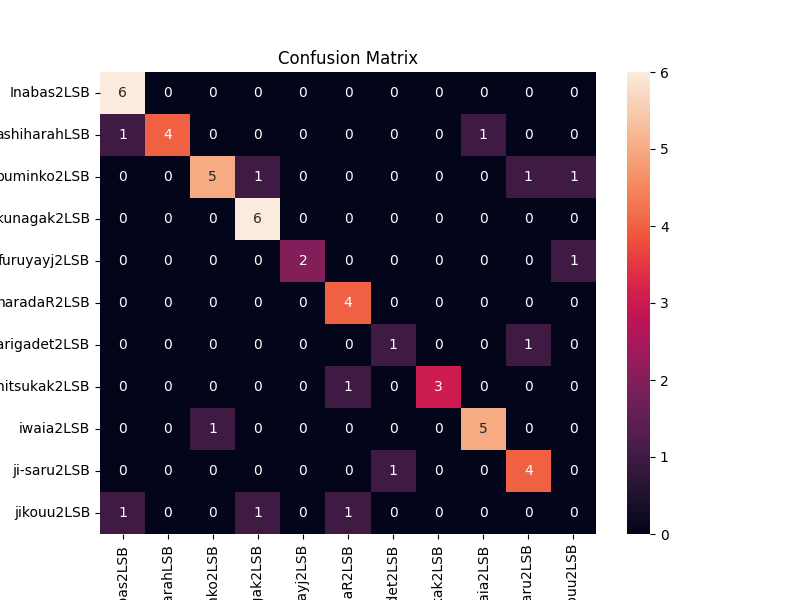 Confusion Matrix
Inabas2LSB 6 0 0 0 0 0 0 0 0 0 0
ashiharahLSB 1 4 0 0 0 0 0 0 1 0 0
buminko2LSB 0 0 5 1 0 0 0 0 0 1 1
kunagak2LSB 0 0 0 6 0 0 0 0 0 0 0
furuyayj2LSB 0 0 0 0 2 0 0 0 0 0 1
haradaR2LSB 0 0 0 0 0 4 0 0 0 0 0
arigadet2LSB 0 0 0 0 0 0 1 0 0 1 0
hitsukak2LSB 0 0 0 0 0 1 0 3 0 0 0
iwaia2LSB 0 0 1 0 0 0 0 0 5 0 0
ji-saru2LSB 0 0 0 0 0 0 1 0 0 4 0
jikouu2LSB 1 0 0 1 0 1 0 0 0 0 0
bas2LSB
arahLSB
nko2LSB
gak2LSB
ayj2LSB
aR2LSB
det2LSB
kak2LSB
aia2LSB
aru2LSB
ouu2LSB
6
5
4
3
2
1
0